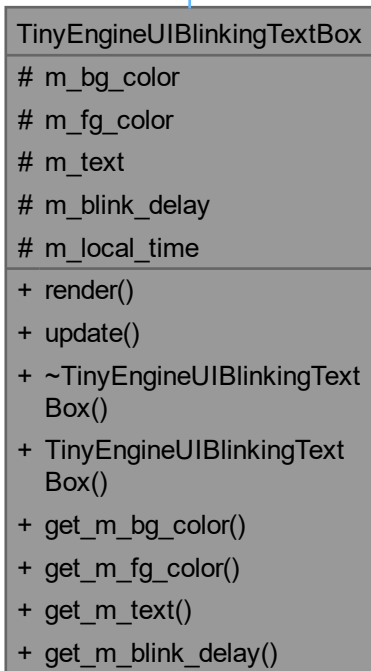 TinyEngineUIBlinkingTextBox
# m_bg_color
# m_fg_color
# m_text
# m_blink_delay
# m_local_time
+ render()
+ update()
+ ~TinyEngineUIBlinkingText
Box()
+ TinyEngineUIBlinkingText
Box()
+ get_m_bg_color()
+ get_m_fg_color()
+ get_m_text()
+ get_m_blink_delay()